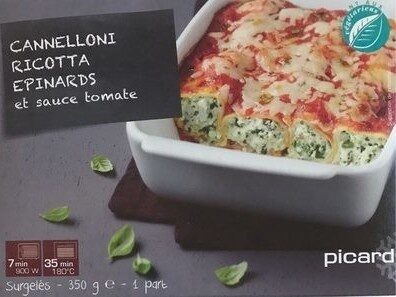 CANNELLONI
RICOTTA
EPINARDS
et sauce tomate
7 min
900 W
35 min
180°C
picard
Surgelés - 350 g e - 1 part